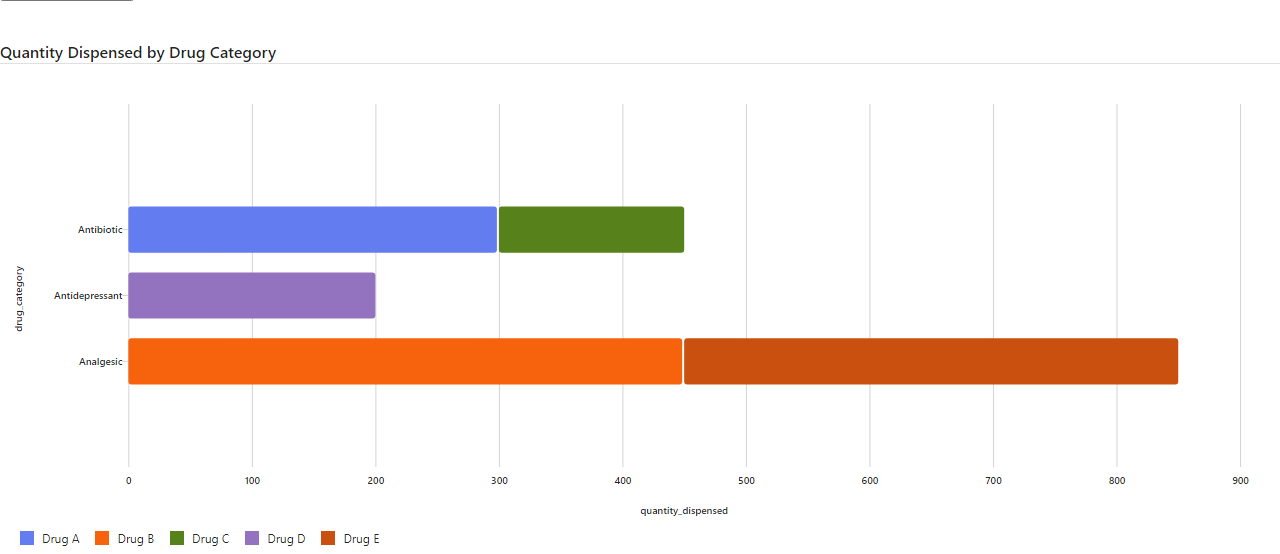 Quantity Dispensed by Drug Category
drug_category
Antibiotic
Antidepressant
Analgesic
0 100 200 300 400 500 600 700 800 900
quantity_dispensed
Drug A Drug B Drug C Drug D Drug E